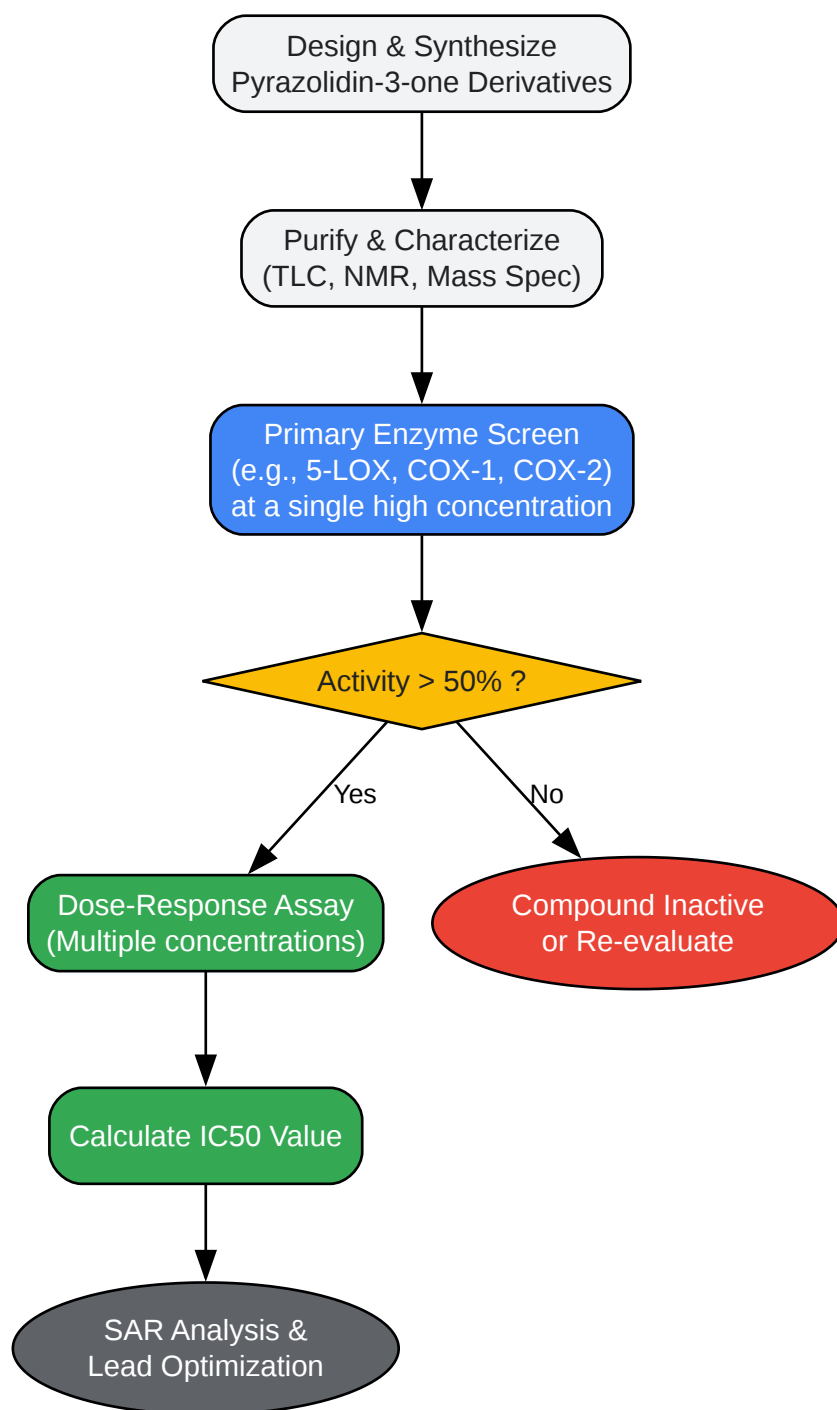 Design & Synthesize
Pyrazolidin-3-one Derivatives
Purify & Characterize
(TLC, NMR, Mass Spec)
Primary Enzyme Screen
(e.g., 5-LOX, COX-1, COX-2)
at a single high concentration
Activity > 50% ?
Yes
No
Dose-Response Assay
(Multiple concentrations)
Compound Inactive
or Re-evaluate
Calculate IC50 Value
SAR Analysis &
Lead Optimization